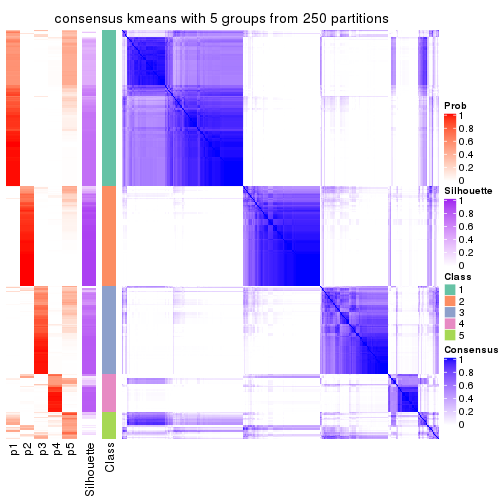 consensus kmeans with 5 groups from 250 partitions
Prob
1
0.8
0.6
0.4
0.2
0
Silhouette
1
0.8
0.6
0.4
0.2
0
Class
1
2
3
4
5
Consensus
1
0.8
0.6
0.4
0.2
0
p1
p2
p3
p4
p5
Silhouette
Class